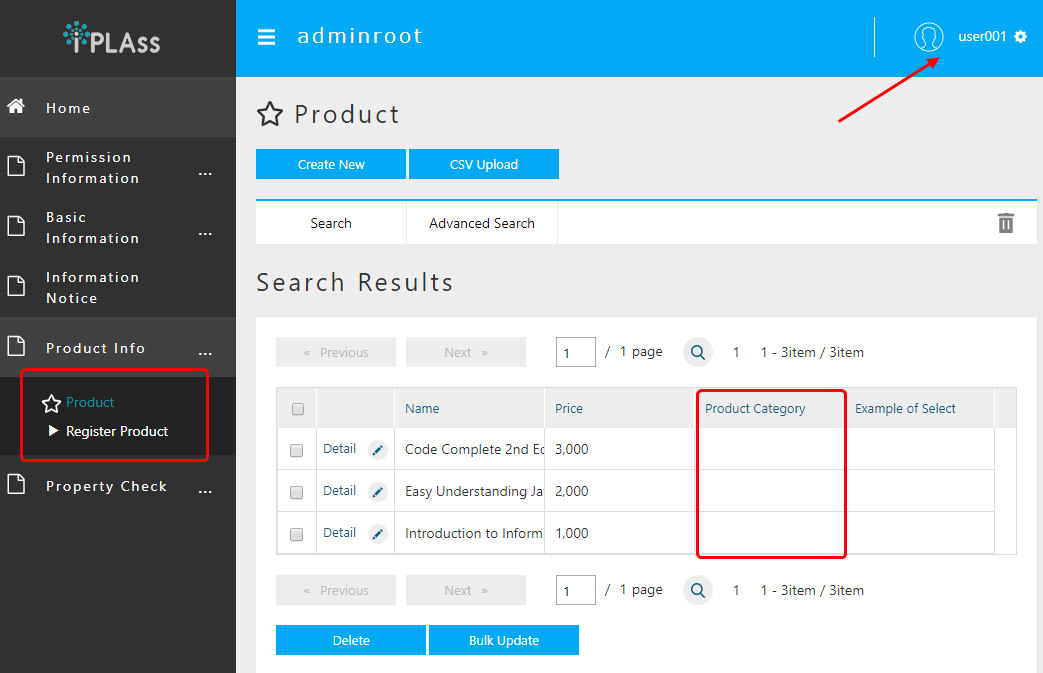 iPLAss
adminroot
user001
Home
Permission
Information
...
Basic
Information
...
Information
Notice
Product Info
...
Product
Register Product
Property Check
...
Product
Create New
CSV Upload
Search
Advanced Search
Search Results
« Previous
Next »
1 / 1 page
1
1 - 3item / 3item
Name
Price
Product Category
Example of Select
Detail
Code Complete 2nd Ed
3,000
Detail
Easy Understanding Ja
2,000
Detail
Introduction to Inform
1,000
« Previous
Next »
1 / 1 page
1
1 - 3item / 3item
Delete
Bulk Update